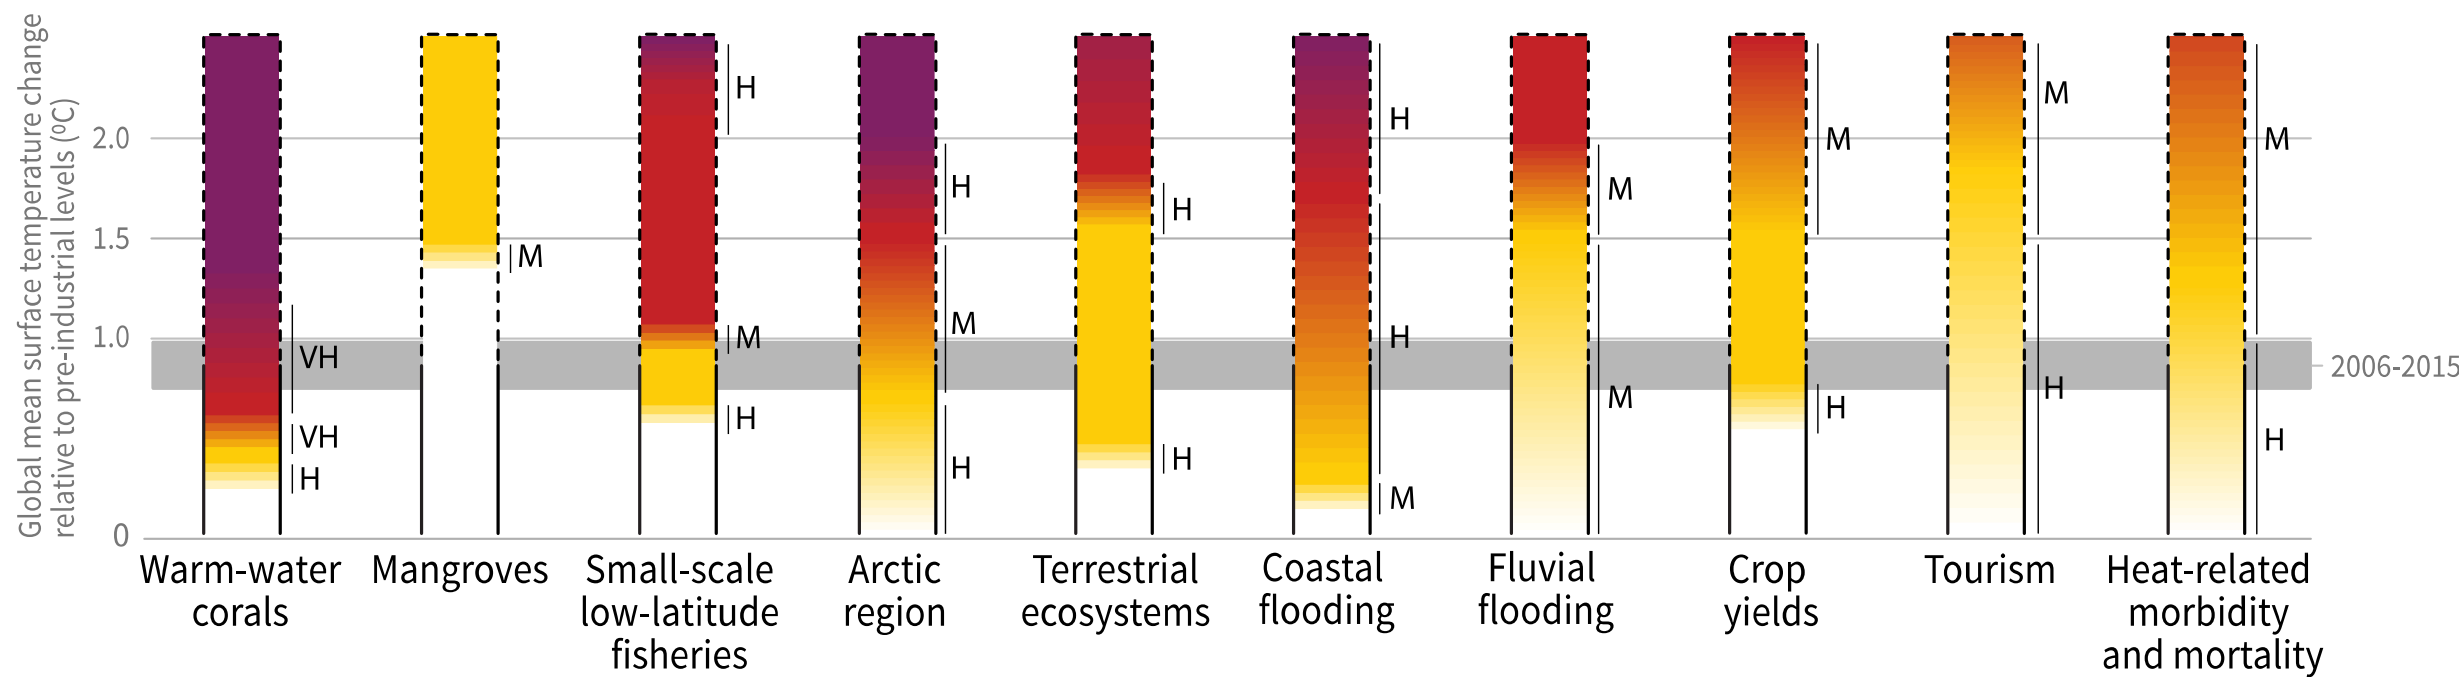 Global mean surface temperature change
relative to pre-industrial levels (⁰C)
2.0
1.5
1.0
0
2006-2015
VH
VH
H
M
H
M
H
H
M
H
H
H
H
H
M
M
M
M
H
M
H
M
H
Warm-water
corals
Mangroves
Small-scale
low-latitude
fisheries
Arctic
region
Terrestrial
ecosystems
Coastal
flooding
Fluvial
flooding
Crop
yields
Tourism
Heat-related
morbidity
and mortality